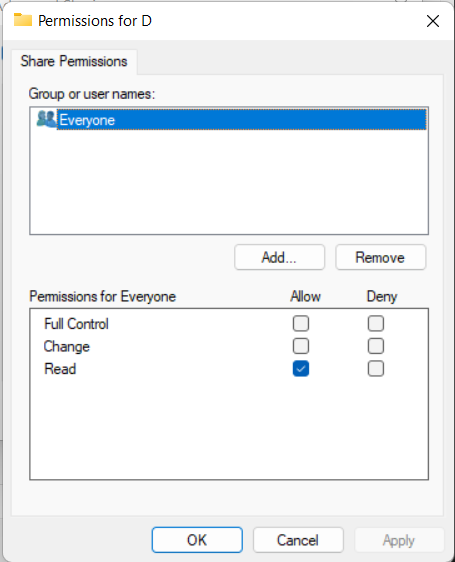 Permissions for D
Share Permissions
Group or user names:
Everyone
Add... Remove
Permissions for Everyone Allow Deny
Full Control
Change
Read
OK Cancel Apply